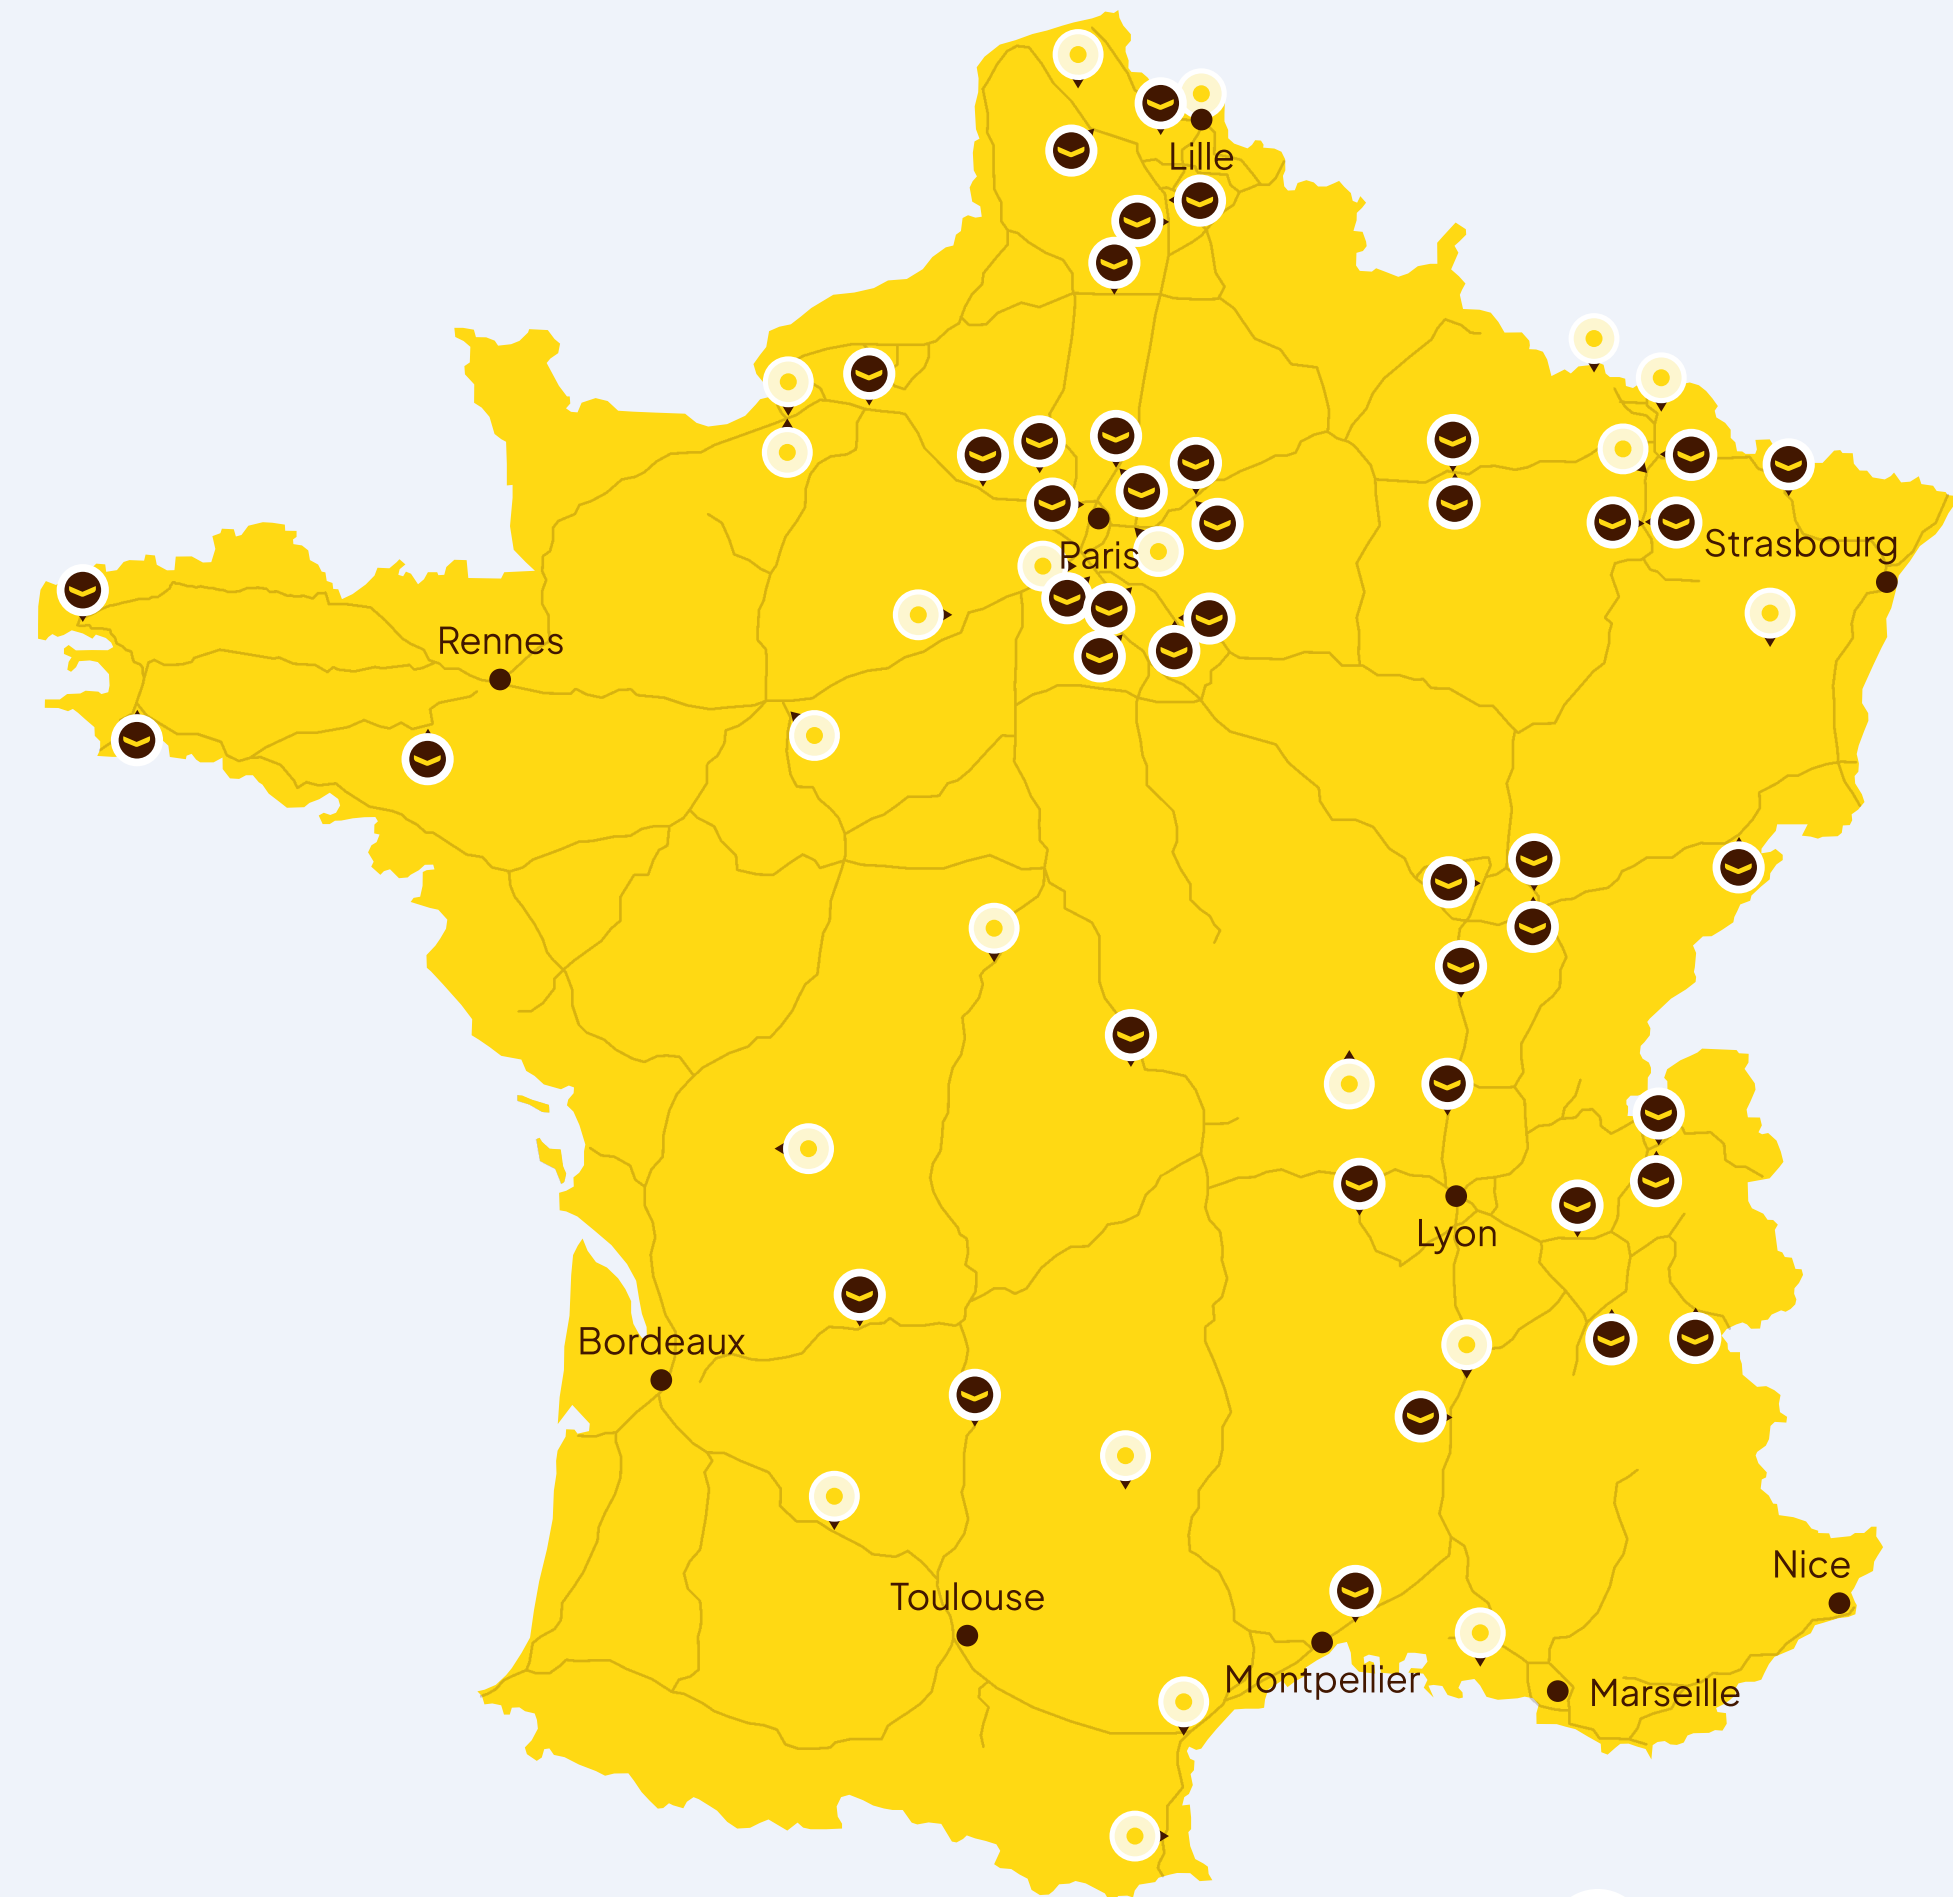 Lille
Paris
Strasbourg
Rennes
Lyon
Bordeaux
Nice
Toulouse
Montpellier
Marseille